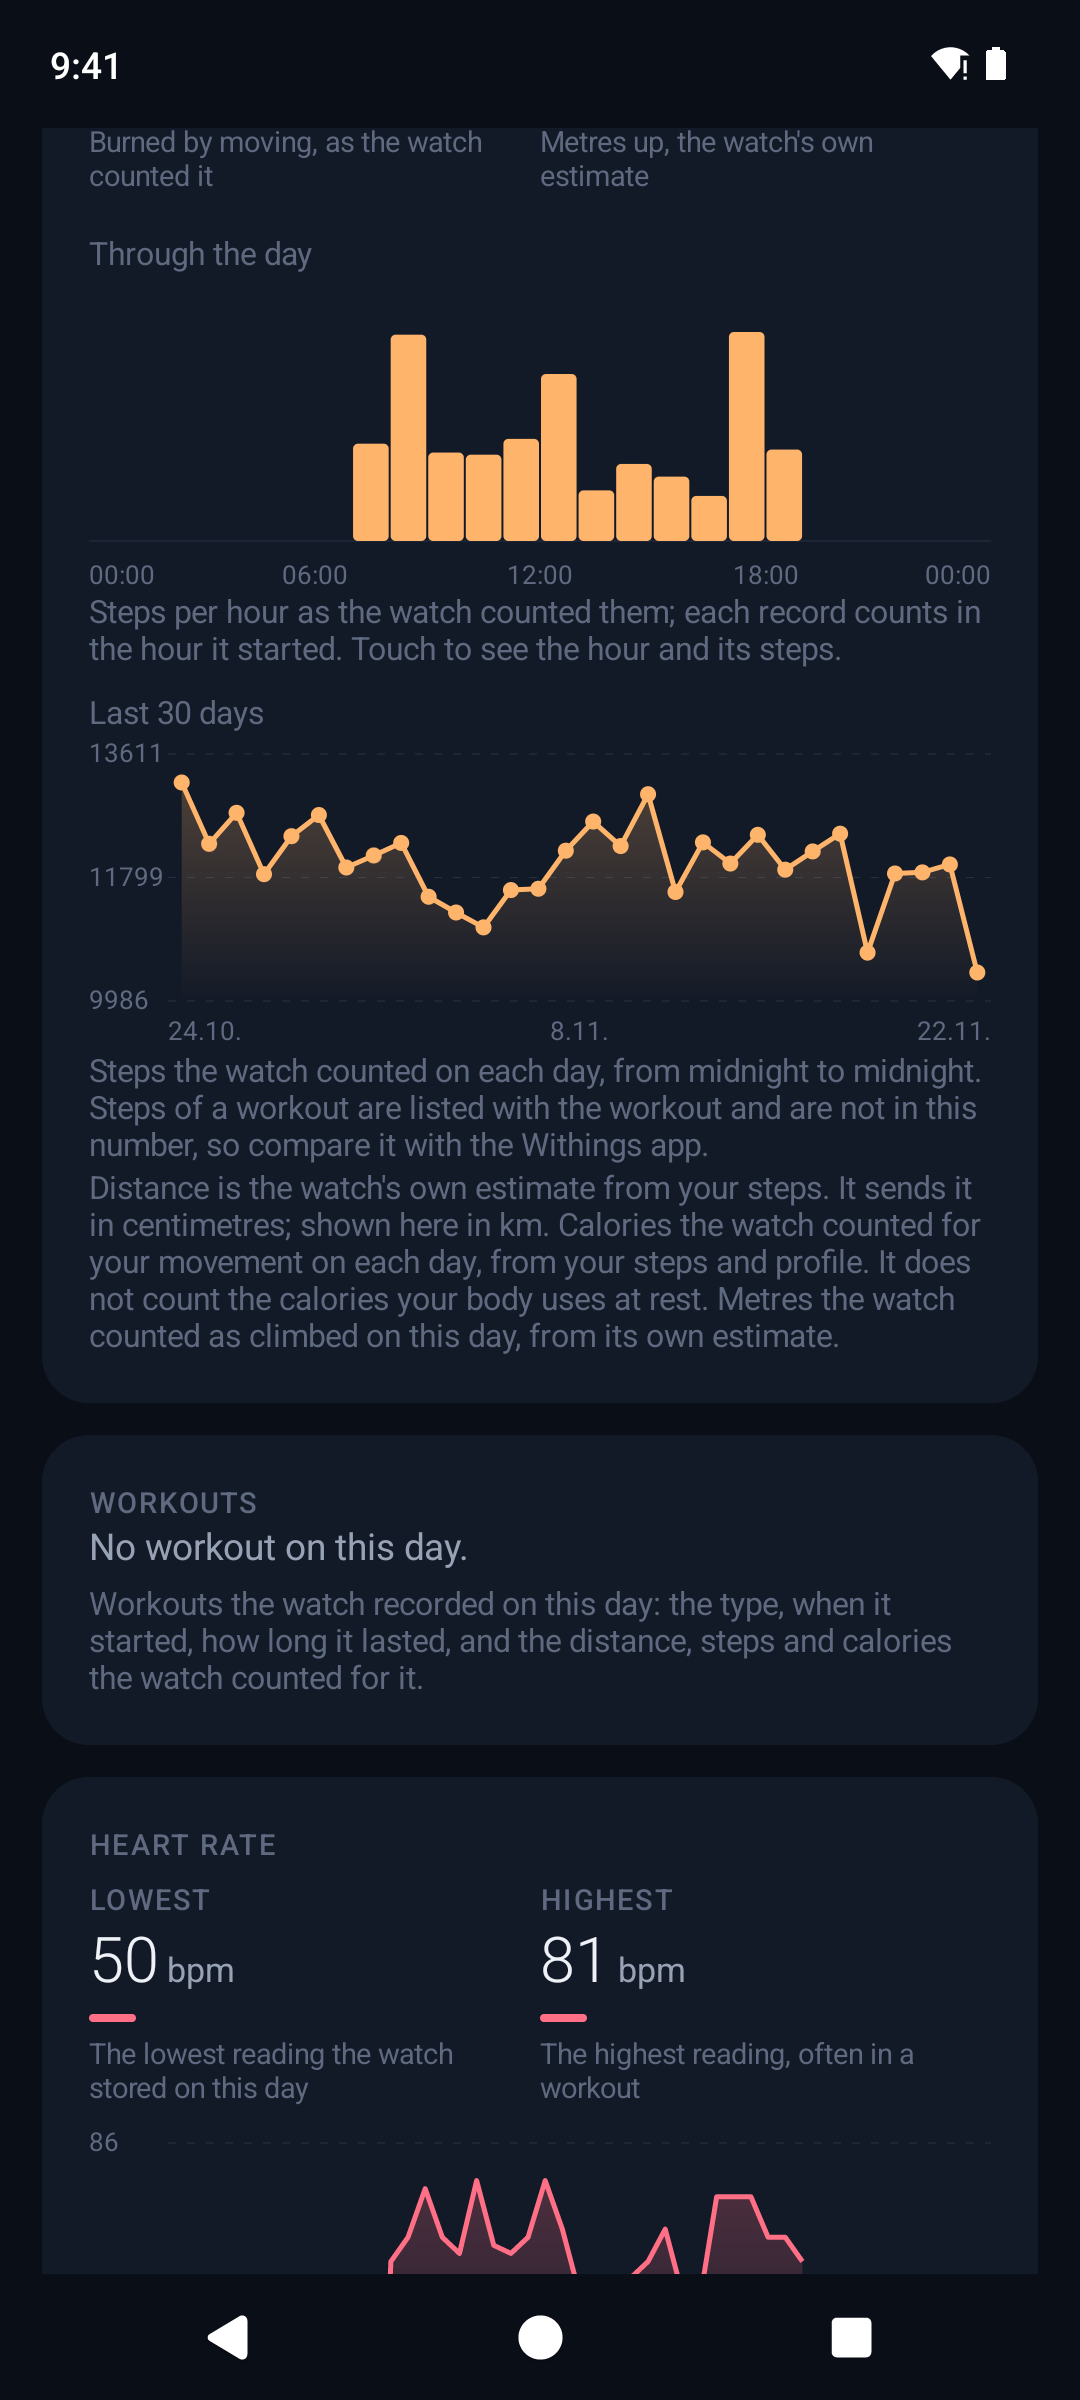 9:41
Burned by moving, as the watch
counted it
Metres up, the watch's own
estimate
Through the day
00:00 06:00 12:00 18:00 00:00
Steps per hour as the watch counted them; each record counts in
the hour it started. Touch to see the hour and its steps.
Last 30 days
13611
11799
9986
24.10. 8.11. 22.11.
Steps the watch counted on each day, from midnight to midnight.
Steps of a workout are listed with the workout and are not in this
number, so compare it with the Withings app.
Distance is the watch's own estimate from your steps. It sends it
in centimetres; shown here in km. Calories the watch counted for
your movement on each day, from your steps and profile. It does
not count the calories your body uses at rest. Metres the watch
counted as climbed on this day, from its own estimate.
WORKOUTS
No workout on this day.
Workouts the watch recorded on this day: the type, when it
started, how long it lasted, and the distance, steps and calories
the watch counted for it.
HEART RATE
LOWEST
50 bpm
The lowest reading the watch
stored on this day
HIGHEST
81 bpm
The highest reading, often in a
workout
86